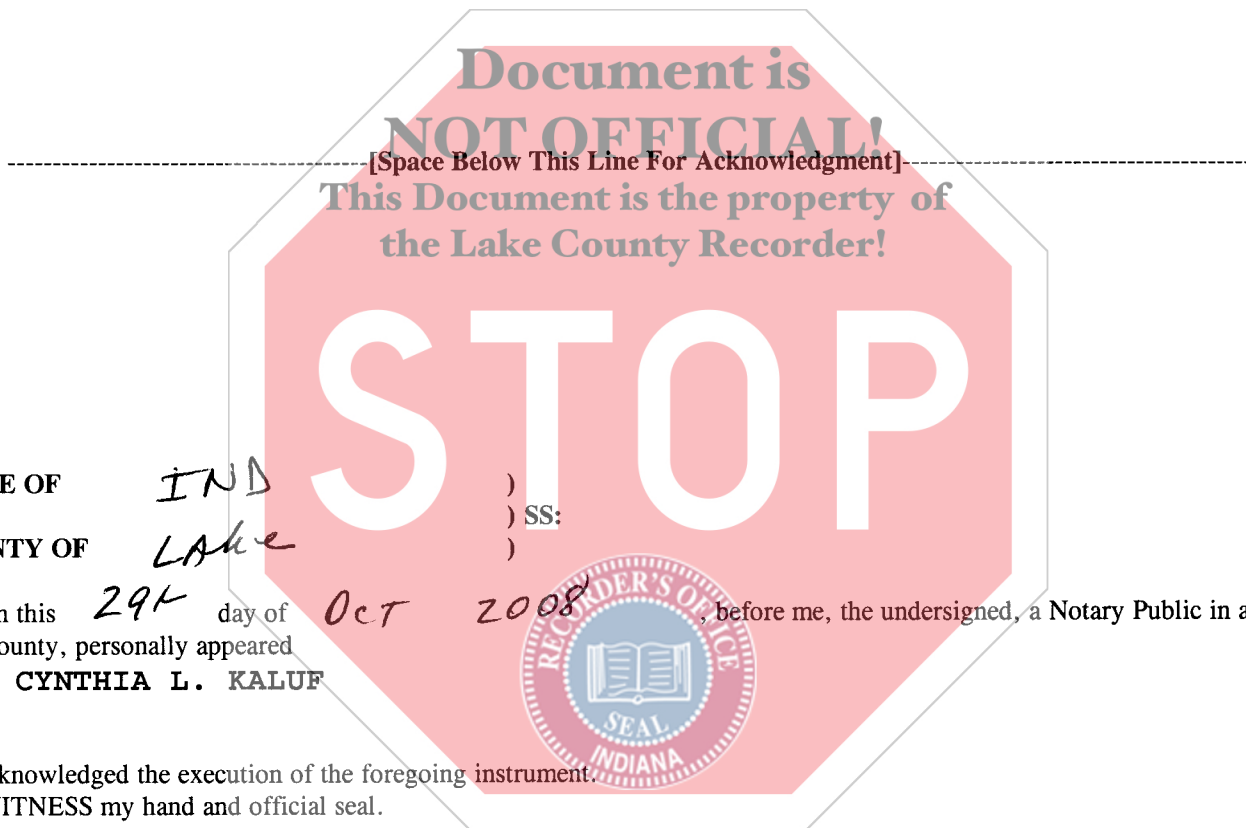 Document is
NOT OFFICIAL!
[Space Below This Line For Acknowledgment]
This Document is the property of
the Lake County Recorder!
STOP
E OF IND )
) SS:
NTY OF LAke )
n this 29th day of Oct 2008, before me, the undersigned, a Notary Public in a
ounty, personally appeared
CYNTHIA L. KALUF
RECORDER'S OFFICE
SEAL
INDIANA
knowledged the execution of the foregoing instrument.
ITNESS my hand and official seal.